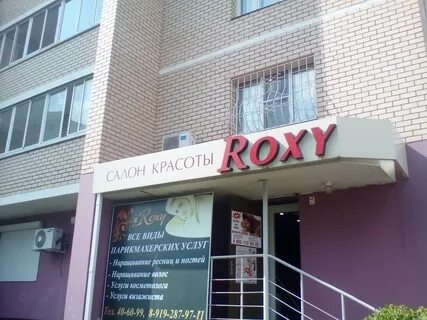 САЛОН КРАСОТЫ ROXY
Roxy
ВСЕ ВИДЫ
ПАРИКМАХЕРСКИХ УСЛУГ
- Наращивание ресниц и ногтей
- Наращивание волос
- Услуги косметолога
- Услуги визажиста
Тел. 40-60-99, 8-919-287-97-11